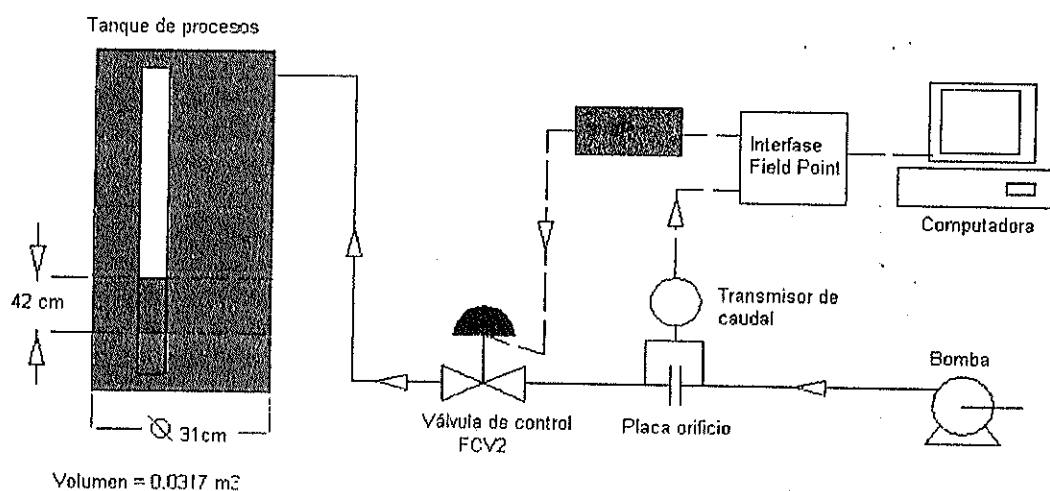 Tanque de procesos
42 cm
31cm
Volumen = 0.0317 m3
Interfase
Field Point
Computadora
Transmisor de
caudal
Bomba
Válvula de control
FCV2
Placa orificio